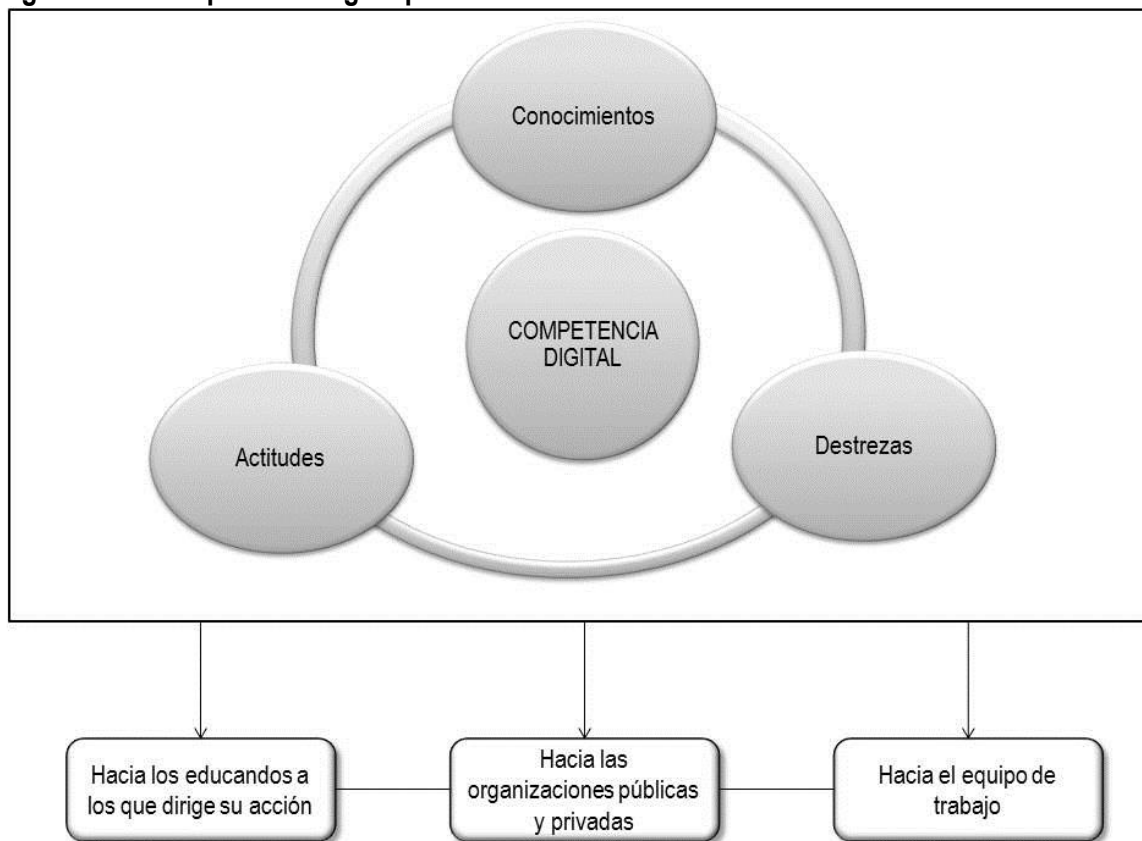 Conocimientos
COMPETENCIA
DIGITAL
Actitudes
Destrezas
Hacia los educandos a
los que dirige su acción
Hacia las
organizaciones públicas
y privadas
Hacia el equipo de
trabajo